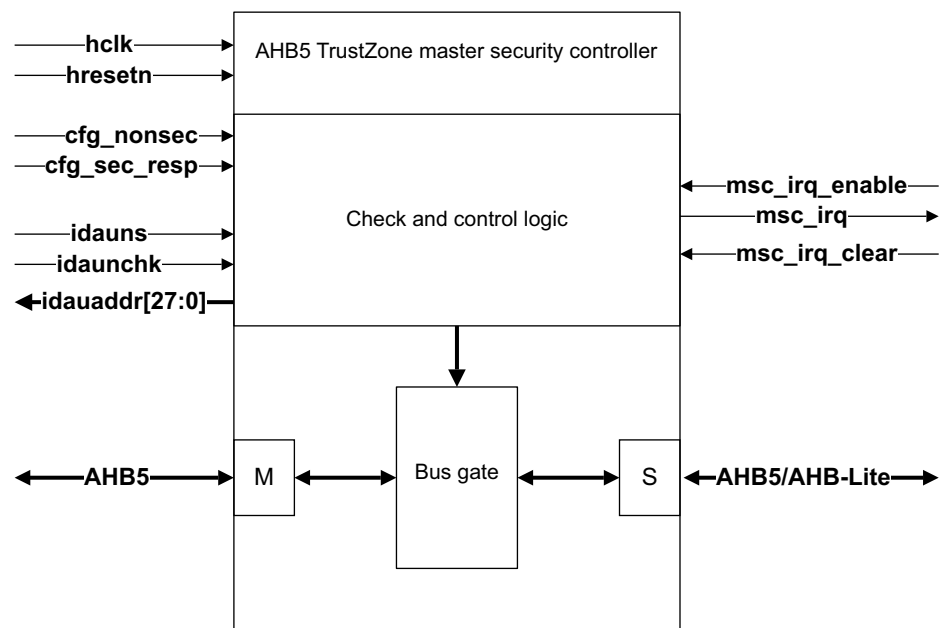 hclk
AHB5 TrustZone master security controller
hresetn
cfg_nonsec
cfg_sec_resp
msc_irq_enable
Check and control logic
msc_irq
idauns
msc_irq_clear
idaunchk
idauaddr[27:0]
AHB5
M
Bus gate
S
AHB5/AHB-Lite